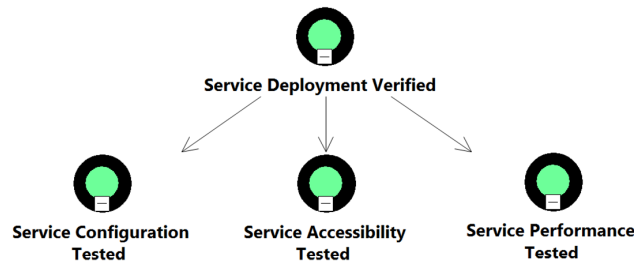 Service Deployment Verified
Service Configuration
Tested
Service Accessibility
Tested
Service Performance
Tested